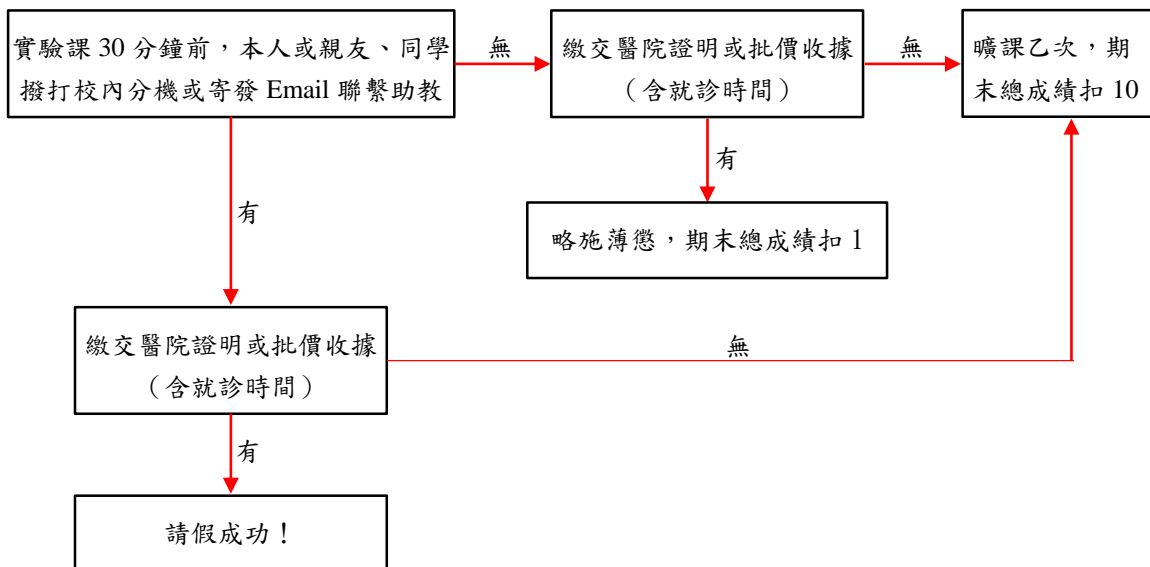 實驗課 30 分鐘前，本人或親友、同學
撥打校內分機或寄發 Email 聯繫助教
無
繳交醫院證明或批價收據
（含就診時間）
無
曠課乙次，期
末總成績扣 10
有
有
略施薄懲，期末總成績扣 1
繳交醫院證明或批價收據
（含就診時間）
無
有
請假成功！